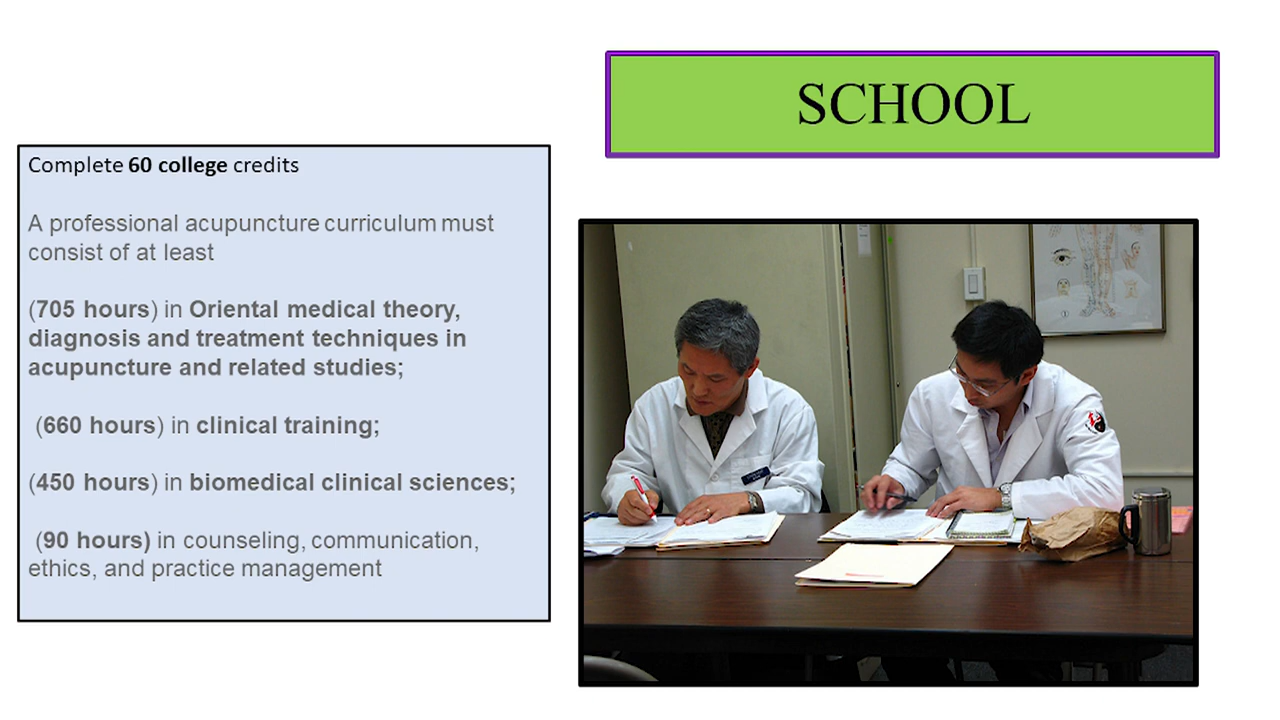 SCHOOL
Complete 60 college credits
A professional acupuncture curriculum must
consist of at least
(705 hours) in Oriental medical theory,
diagnosis and treatment techniques in
acupuncture and related studies;
(660 hours) in clinical training;
(450 hours) in biomedical clinical sciences;
(90 hours) in counseling, communication,
ethics, and practice management